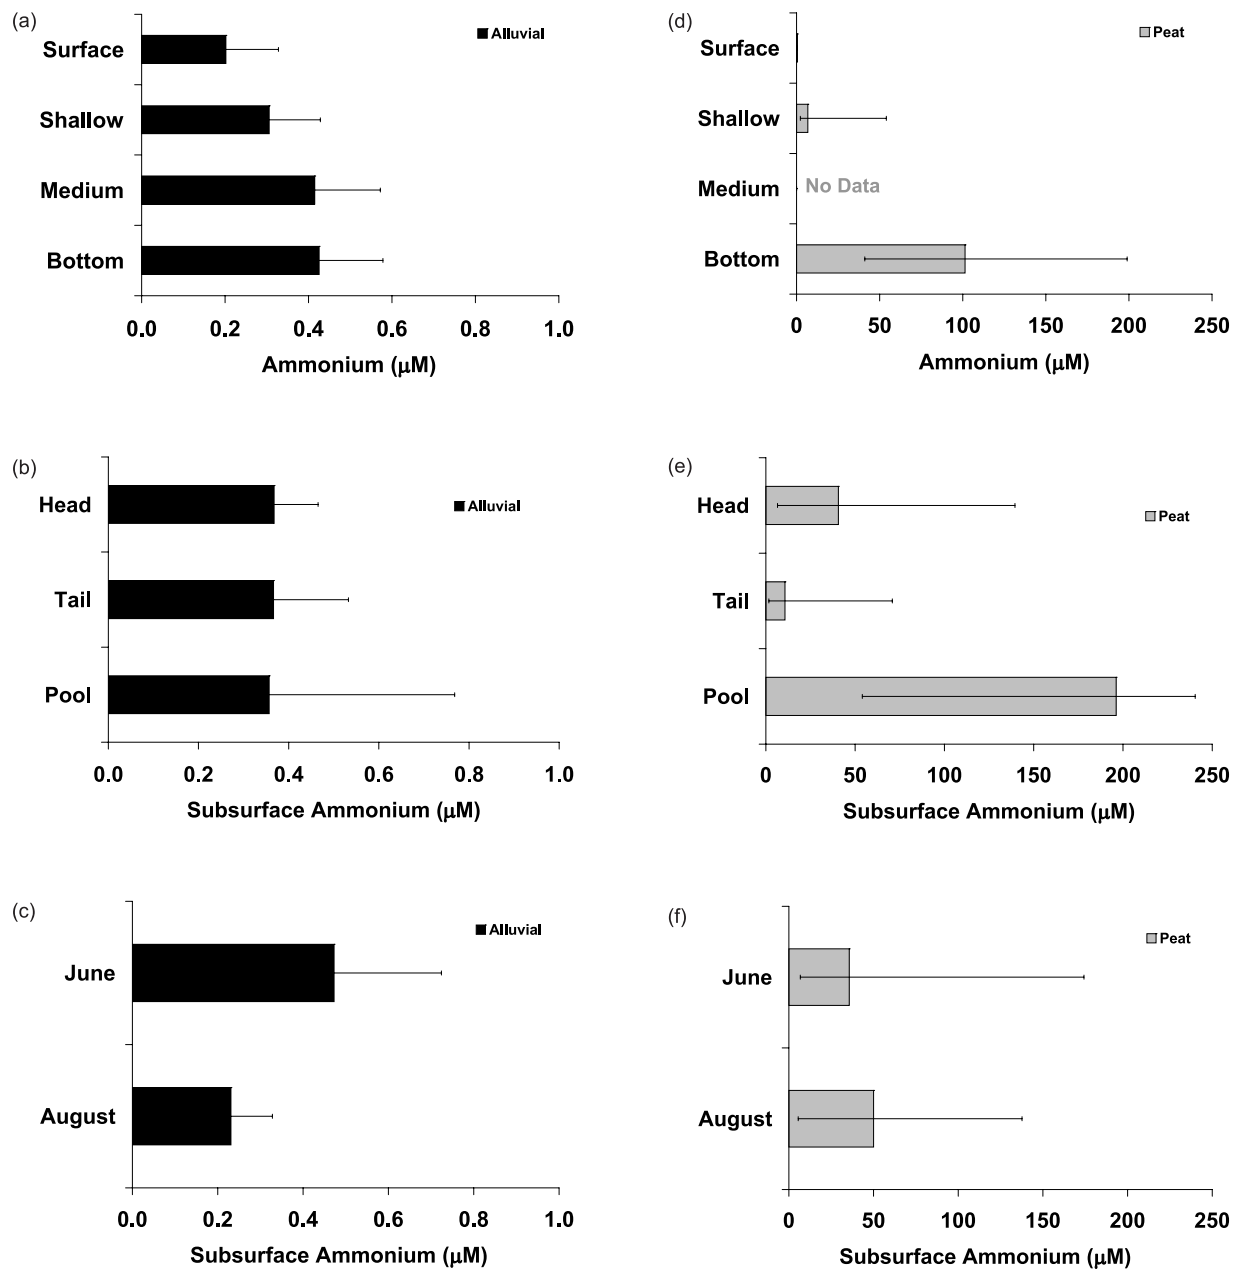 (a)
Alluvial
Surface
Shallow
Medium
Bottom
0.0 0.2 0.4 0.6 0.8 1.0
Ammonium (µM)
(d)
Peat
Surface
Shallow
Medium
No Data
Bottom
0 50 100 150 200 250
Ammonium (µM)
(b)
Alluvial
Head
Tail
Pool
0.0 0.2 0.4 0.6 0.8 1.0
Subsurface Ammonium (µM)
(e)
Peat
Head
Tail
Pool
0 50 100 150 200 250
Subsurface Ammonium (µM)
(c)
Alluvial
June
August
0.0 0.2 0.4 0.6 0.8 1.0
Subsurface Ammonium (µM)
(f)
Peat
June
August
0 50 100 150 200 250
Subsurface Ammonium (µM)